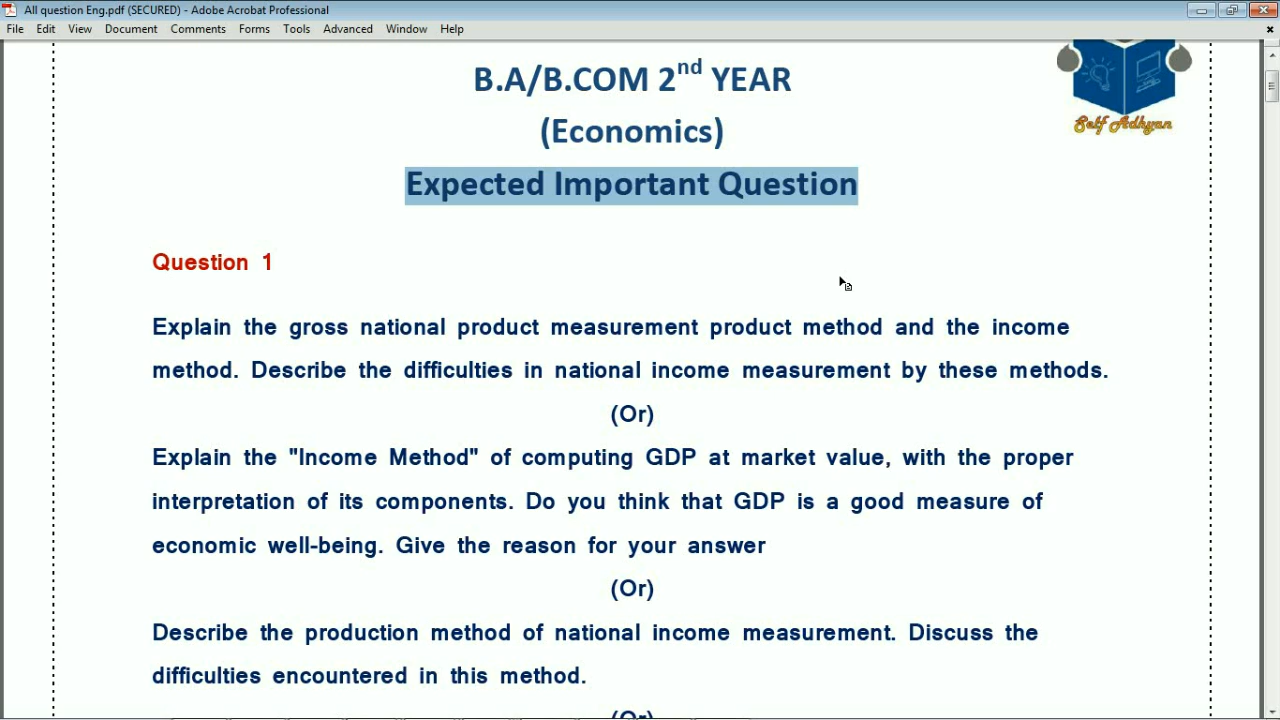 All question Eng.pdf (SECURED) - Adobe Acrobat Professional
File Edit View Document Comments Forms Tools Advanced Window Help
B.A/B.COM 2nd YEAR
(Economics)
Self Adhyan
Expected Important Question
Question 1
Explain the gross national product measurement product method and the income
method. Describe the difficulties in national income measurement by these methods.
(Or)
Explain the "Income Method" of computing GDP at market value, with the proper
interpretation of its components. Do you think that GDP is a good measure of
economic well-being. Give the reason for your answer
(Or)
Describe the production method of national income measurement. Discuss the
difficulties encountered in this method.
(Or)